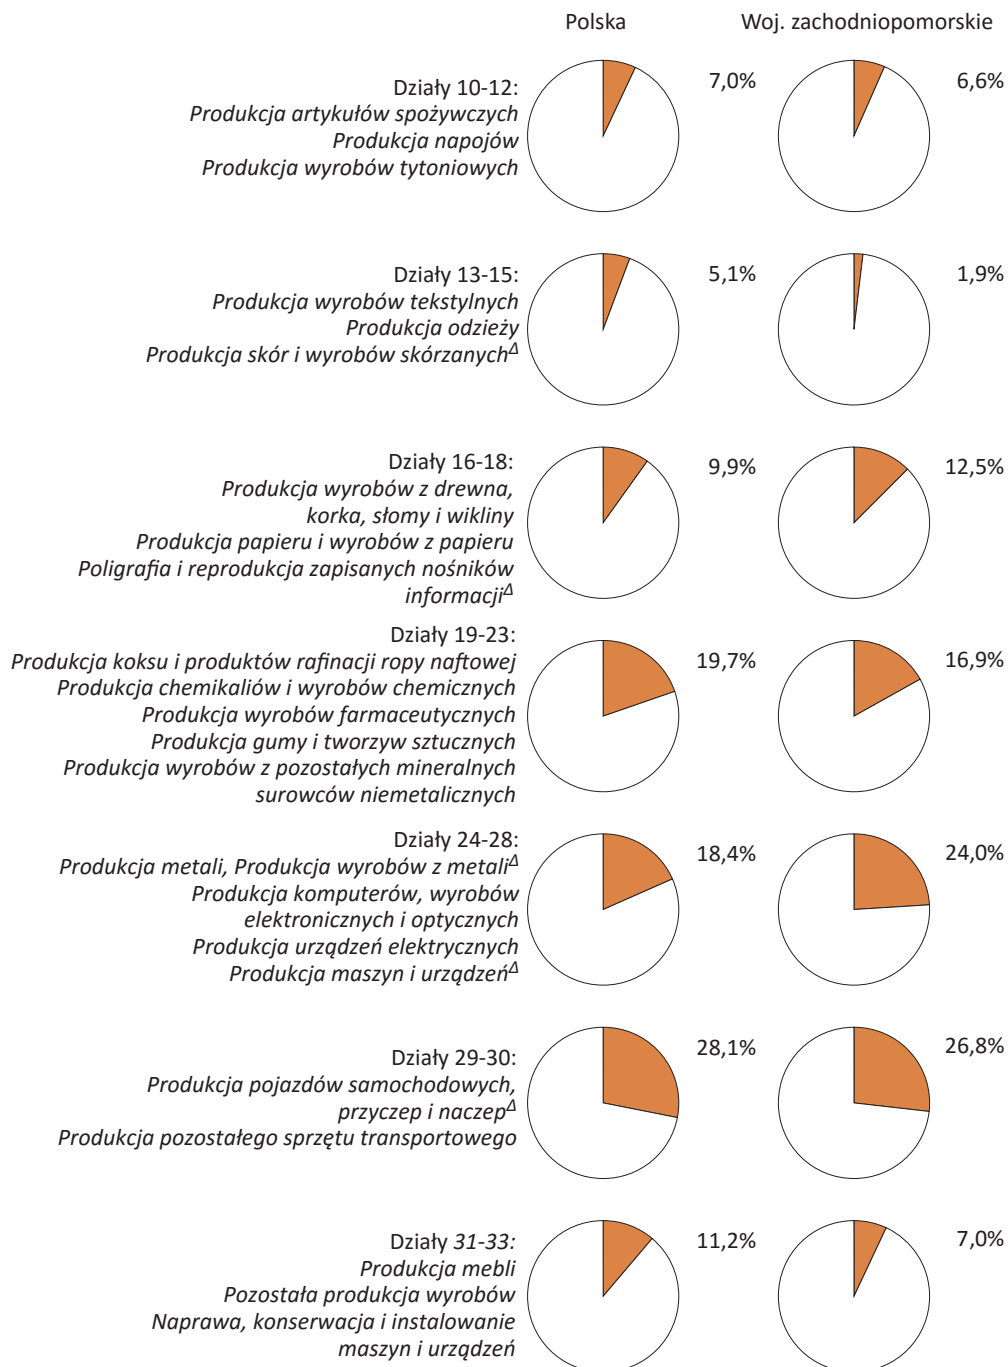 Polska Woj. zachodniopomorskie
Działy 10-12: 7,0% 6,6%
Produkcja artykułów spożywczych
Produkcja napojów
Produkcja wyrobów tytoniowych
Działy 13-15: 5,1% 1,9%
Produkcja wyrobów tekstylnych
Produkcja odzieży
Produkcja skór i wyrobów skórzanych^Δ
Działy 16-18: 9,9% 12,5%
Produkcja wyrobów z drewna,
korka, słomy i wikliny
Produkcja papieru i wyrobów z papieru
Poligrafia i reprodukcja zapisanych nośników
informacji^Δ
Działy 19-23: 19,7% 16,9%
Produkcja koksu i produktów rafinacji ropy naftowej
Produkcja chemikaliów i wyrobów chemicznych
Produkcja wyrobów farmaceutycznych
Produkcja gumy i tworzyw sztucznych
Produkcja wyrobów z pozostałych mineralnych
surowców niemetalicznych
Działy 24-28: 18,4% 24,0%
Produkcja metali, Produkcja wyrobów z metali^Δ
Produkcja komputerów, wyrobów
elektronicznych i optycznych
Produkcja urządzeń elektrycznych
Produkcja maszyn i urządzeń^Δ
Działy 29-30: 28,1% 26,8%
Produkcja pojazdów samochodowych,
przyczep i naczep^Δ
Produkcja pozostałego sprzętu transportowego
Działy 31-33: 11,2% 7,0%
Produkcja mebli
Pozostała produkcja wyrobów
Naprawa, konserwacja i instalowanie
maszyn i urządzeń